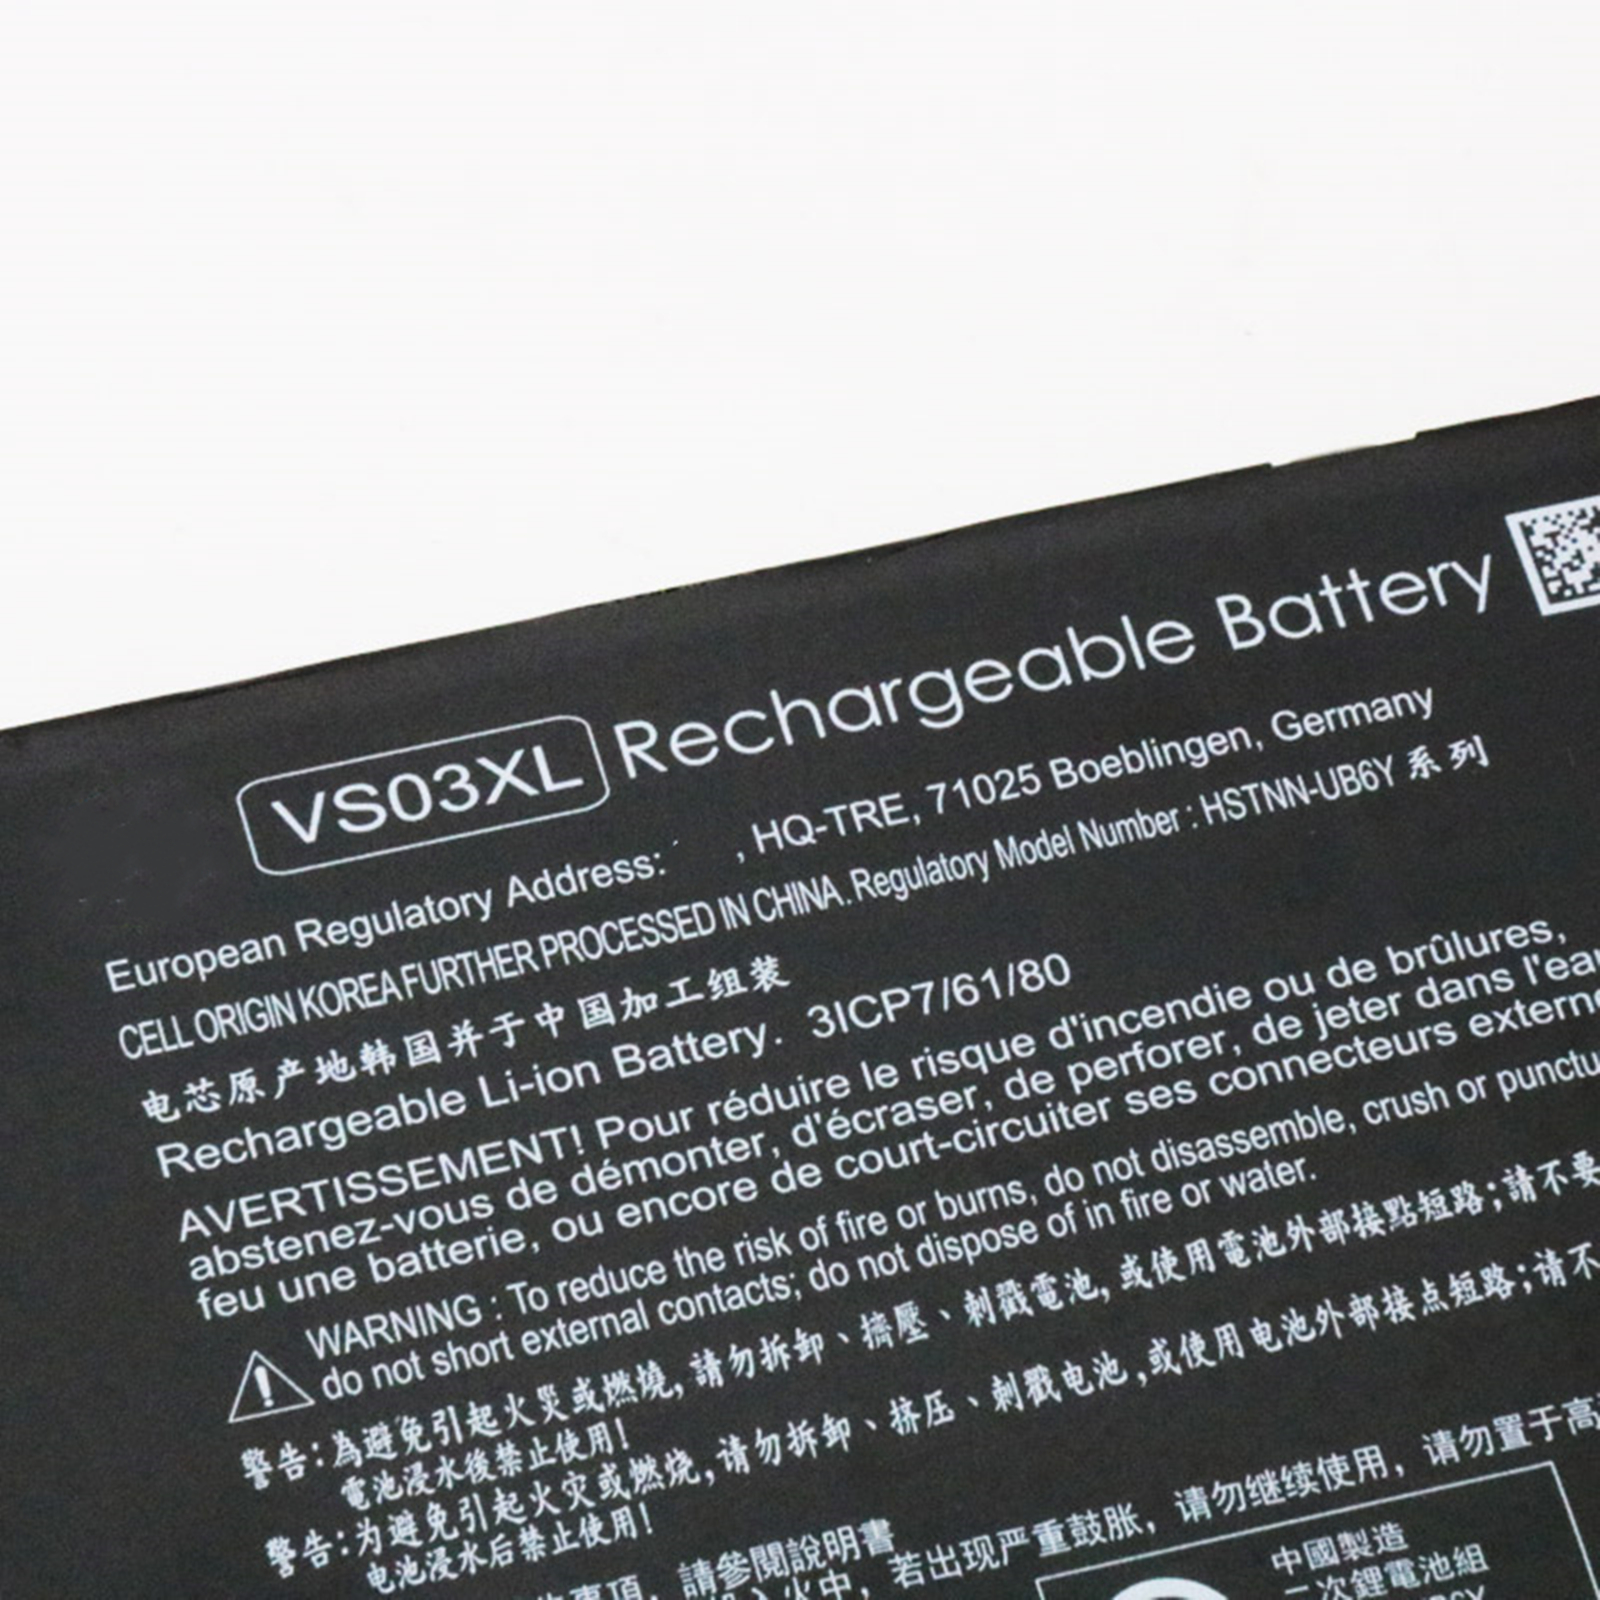 VS03XL Rechargeable Battery
European Regulatory Address: , HQ-TRE, 71025 Boeblingen, Germany
CELL ORIGIN KOREA FURTHER PROCESSED IN CHINA. Regulatory Model Number : HSTNN-UB6Y 系列
电芯原产地韩国并于中国加工组装
Rechargeable Li-ion Battery. 3ICP7/61/80
AVERTISSEMENT! Pour réduire le risque d'incendie ou de brûlures,
abstenez-vous de démonter, d'écraser, de perforer, de jeter dans l'eau
feu une batterie, ou encore de court-circuiter ses connecteurs
WARNING : To reduce the risk of fire or burns, do not disassemble, crush or
do not short external contacts; do not dispose of in fire or water.
警告:為避免引起火災或燃燒,請勿拆卸、擠壓、刺戳電池,或使用電池外部接點短路;請不要
電池浸水後禁止使用!
警告:为避免引起火灾或燃烧,请勿拆卸、挤压、刺戳电池,或使用电池外部接点短路;请不
电池浸水后禁止使用!
事項，請參閱說明書
入火中，若出现严重鼓胀，请勿继续使用，请勿置于高
中國製造
二次鋰電池組